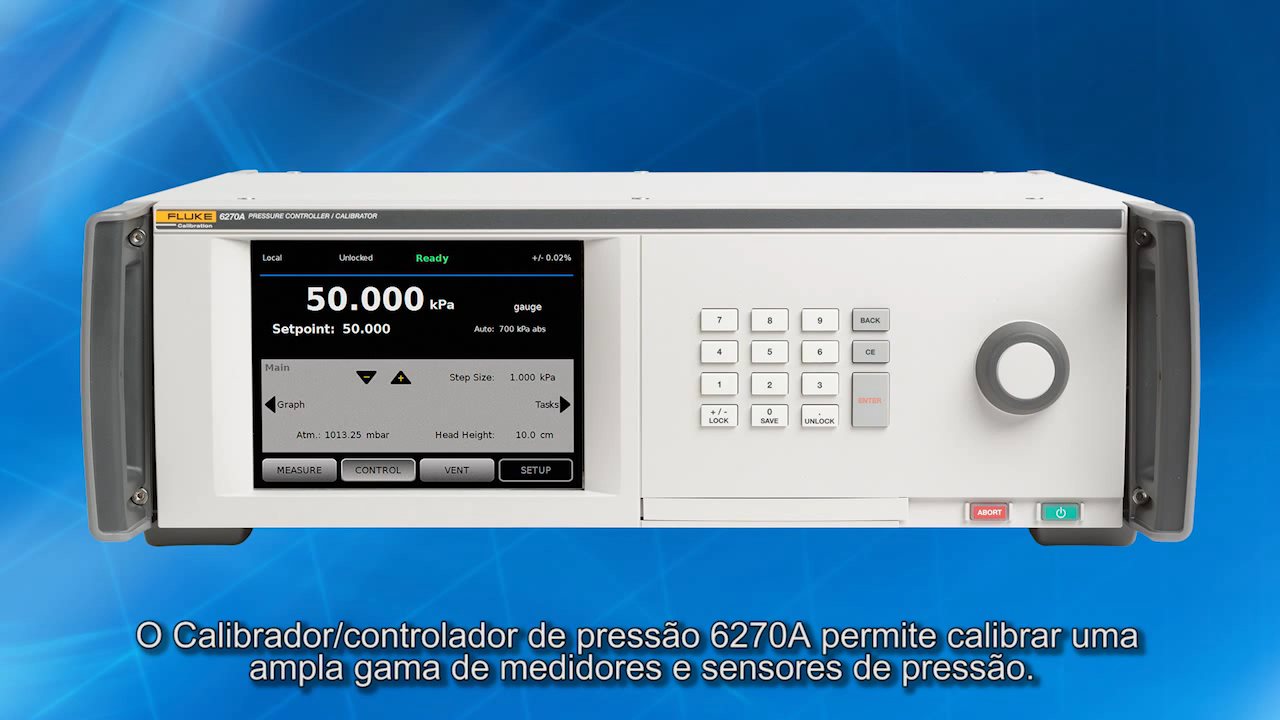 FLUKE 6270A PRESSURE CONTROLLER / CALIBRATOR
Calibration
Local Unlocked Ready +/- 0.02%
50.000 kPa gauge
Setpoint: 50.000 Auto: 700 kPa abs
Main
− + Step Size: 1.000 kPa
Graph Tasks
Atm.: 1013.25 mbar Head Height: 10.0 cm
MEASURE CONTROL VENT SETUP
7 8 9 BACK
4 5 6 CE
1 2 3 ENTER
+/- 0 .
LOCK SAVE UNLOCK
ABORT
O Calibrador/controlador de pressão 6270A permite calibrar uma
ampla gama de medidores e sensores de pressão.